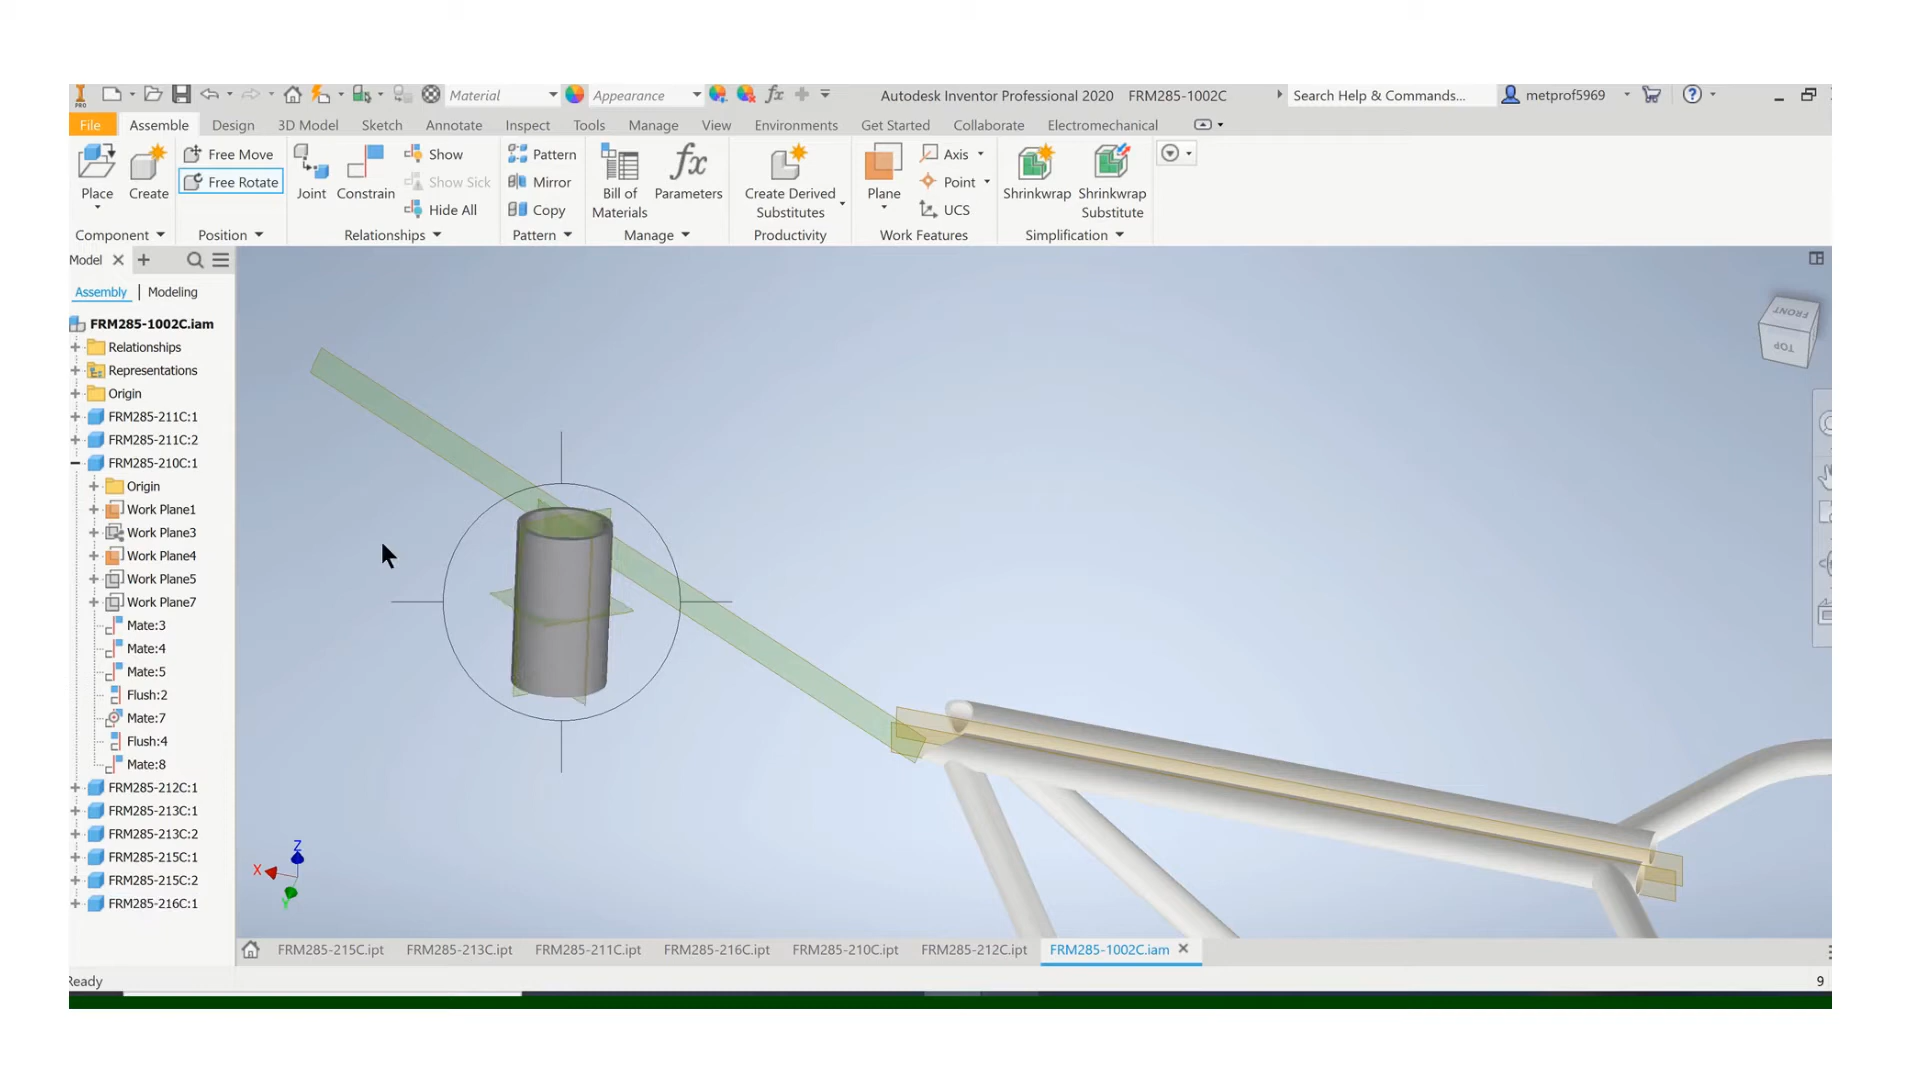 Material
Appearance
Autodesk Inventor Professional 2020 FRM285-1002C
Search Help & Commands...
metprof5969
PRO
File Assemble Design 3D Model Sketch Annotate Inspect Tools Manage View Environments Get Started Collaborate Electromechanical
Place
Create
Free Move
Free Rotate
Joint
Constrain
Show
Show Sick
Hide All
Pattern
Mirror
Copy
Bill of
Materials
Parameters
Create Derived
Substitutes
Plane
Axis
Point
UCS
Shrinkwrap
Shrinkwrap
Substitute
Component Position Relationships Pattern Manage Productivity Work Features Simplification
Model
Assembly Modeling
FRM285-1002C.iam
Relationships
Representations
Origin
FRM285-211C:1
FRM285-211C:2
FRM285-210C:1
Origin
Work Plane1
Work Plane3
Work Plane4
Work Plane5
Work Plane7
Mate:3
Mate:4
Mate:5
Flush:2
Mate:7
Flush:4
Mate:8
FRM285-212C:1
FRM285-213C:1
FRM285-213C:2
FRM285-215C:1
FRM285-215C:2
FRM285-216C:1
FRONT
TOP
Z
X
Y
FRM285-215C.ipt FRM285-213C.ipt FRM285-211C.ipt FRM285-216C.ipt FRM285-210C.ipt FRM285-212C.ipt FRM285-1002C.iam
Ready
9